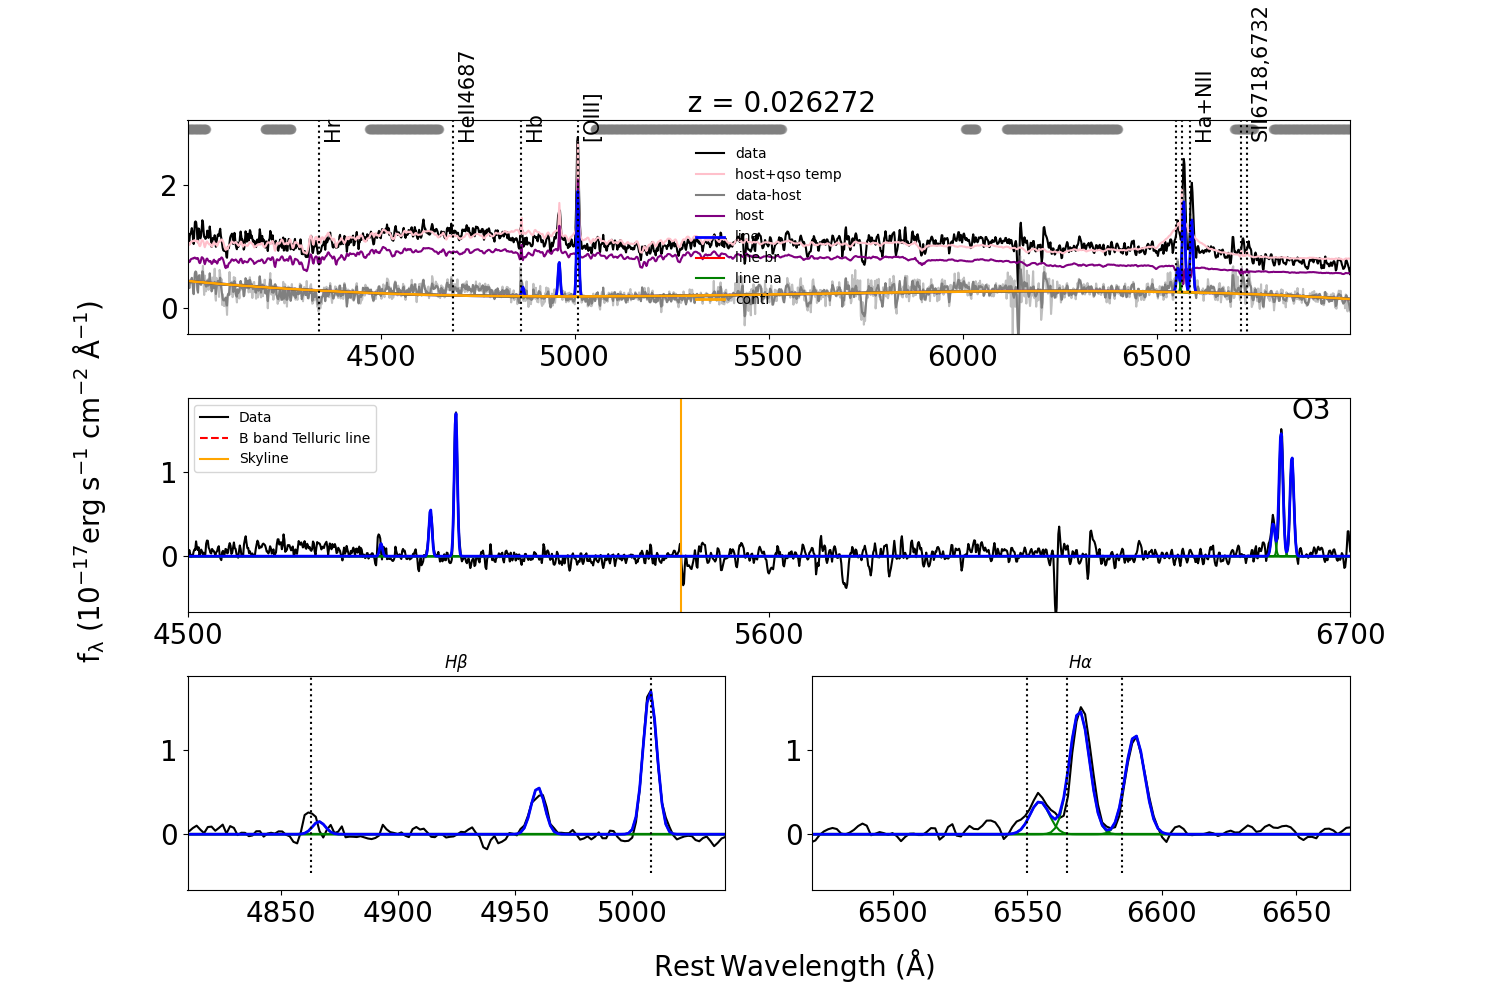 z = 0.026272
Hr
HeII4687
Hb
[OIII]
Ha+NII
SII6718,6732
data
host+qso temp
data-host
host
line
line br
line na
conti
2
0
4500
5000
5500
6000
6500
f_λ (10⁻¹⁷erg s⁻¹ cm⁻² Å⁻¹)
Data
B band Telluric line
Skyline
O3
1
0
4500
5600
6700
Hβ
1
0
4850
4900
4950
5000
Hα
1
0
6500
6550
6600
6650
Rest Wavelength (Å)